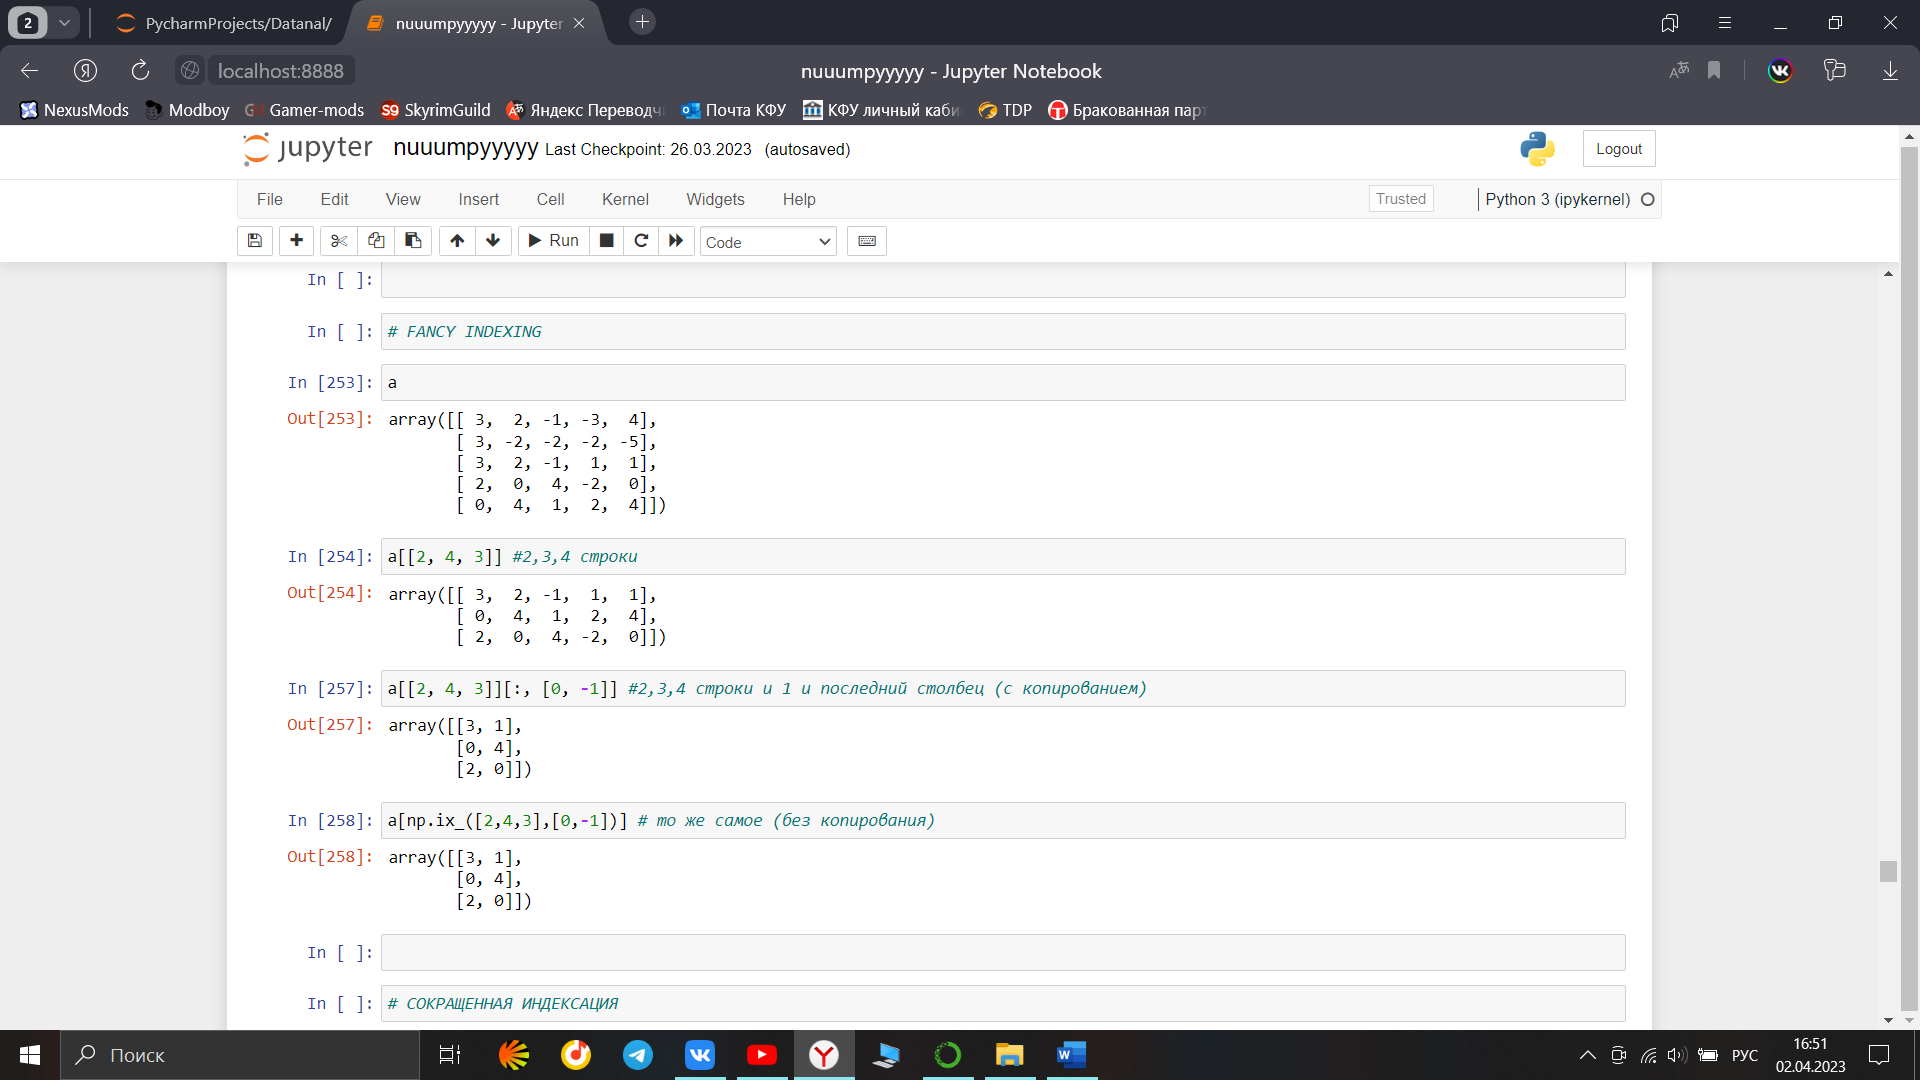 2
PycharmProjects/Datanal/
nuuumpyyyyy - Jupyter
localhost:8888
nuuumpyyyyy - Jupyter Notebook
NexusMods
Modboy
Gamer-mods
S9 SkyrimGuild
Яндекс Переводч
Почта КФУ
КФУ личный каби
TDP
Бракованная пар
jupyter nuuumpyyyyy Last Checkpoint: 26.03.2023 (autosaved)
Logout
File Edit View Insert Cell Kernel Widgets Help
Trusted
Python 3 (ipykernel)
Run
Code
In [ ]:
In [ ]: # FANCY INDEXING
In [253]: a
Out[253]: array([[ 3,  2, -1, -3,  4],
[ 3, -2, -2, -2, -5],
[ 3,  2, -1,  1,  1],
[ 2,  0,  4, -2,  0],
[ 0,  4,  1,  2,  4]])
In [254]: a[[2, 4, 3]] #2,3,4 строки
Out[254]: array([[ 3,  2, -1,  1,  1],
[ 0,  4,  1,  2,  4],
[ 2,  0,  4, -2,  0]])
In [257]: a[[2, 4, 3]][:, [0, -1]] #2,3,4 строки и 1 и последний столбец (с копированием)
Out[257]: array([[3, 1],
[0, 4],
[2, 0]])
In [258]: a[np.ix_([2,4,3],[0,-1])] # то же самое (без копирования)
Out[258]: array([[3, 1],
[0, 4],
[2, 0]])
In [ ]:
In [ ]: # СОКРАЩЕННАЯ ИНДЕКСАЦИЯ
Поиск
РУС
16:51
02.04.2023